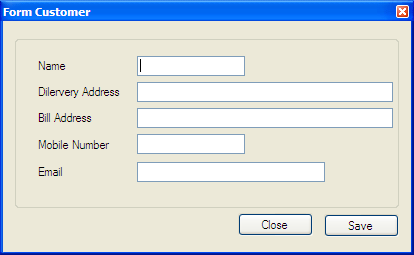 Form Customer
Name
Dilervery Address
Bill Address
Mobile Number
Email
Close
Save